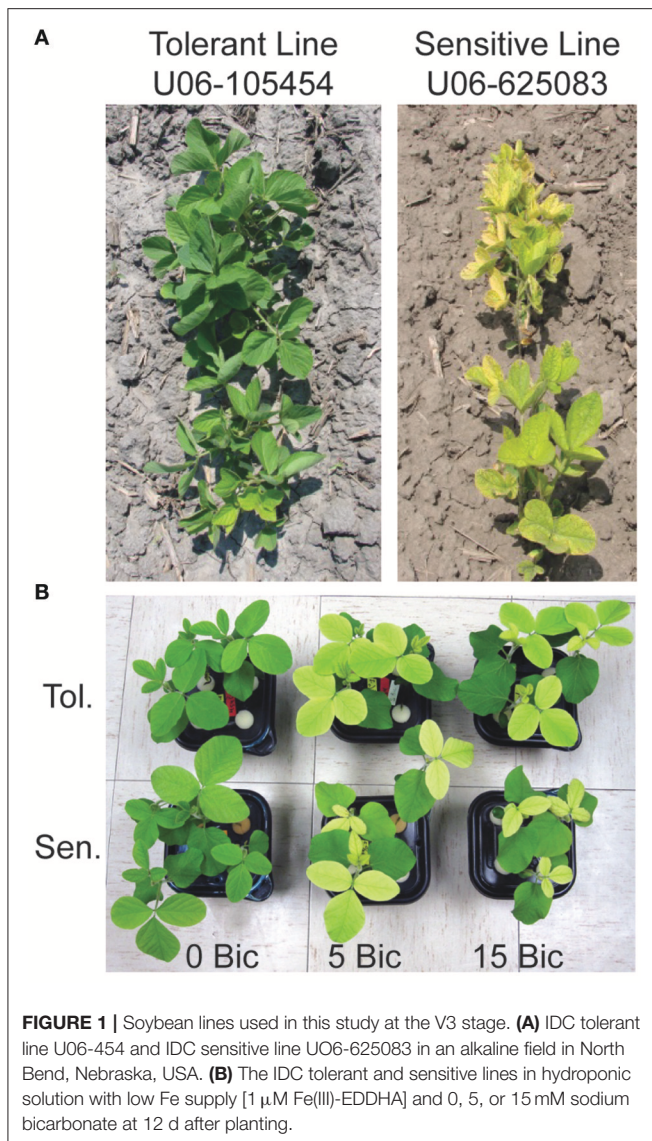 A
Tolerant Line
U06-105454
Sensitive Line
U06-625083
B
Tol.
Sen.
0 Bic
5 Bic
15 Bic
FIGURE 1 | Soybean lines used in this study at the V3 stage. (A) IDC tolerant
line U06-454 and IDC sensitive line UO6-625083 in an alkaline field in North
Bend, Nebraska, USA. (B) The IDC tolerant and sensitive lines in hydroponic
solution with low Fe supply [1 μM Fe(III)-EDDHA] and 0, 5, or 15 mM sodium
bicarbonate at 12 d after planting.